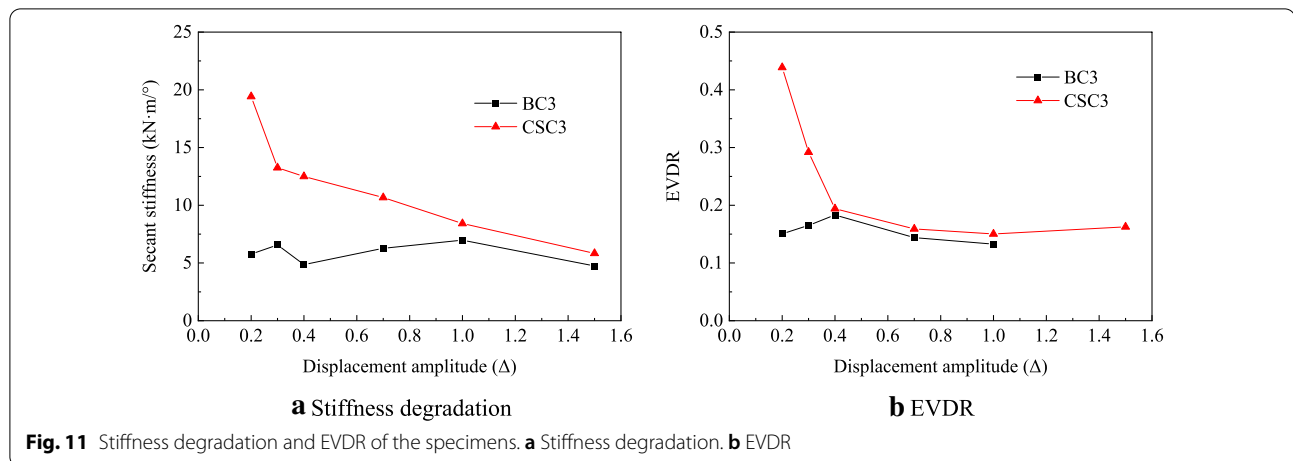 25
20
15
10
5
0
0.0 0.2 0.4 0.6 0.8 1.0 1.2 1.4 1.6
Secant stiffness (kN·m/°)
Displacement amplitude (Δ)
BC3
CSC3
a Stiffness degradation
0.5
0.4
0.3
0.2
0.1
0.0
0.0 0.2 0.4 0.6 0.8 1.0 1.2 1.4 1.6
EVDR
Displacement amplitude (Δ)
BC3
CSC3
b EVDR
Fig. 11 Stiffness degradation and EVDR of the specimens. a Stiffness degradation. b EVDR